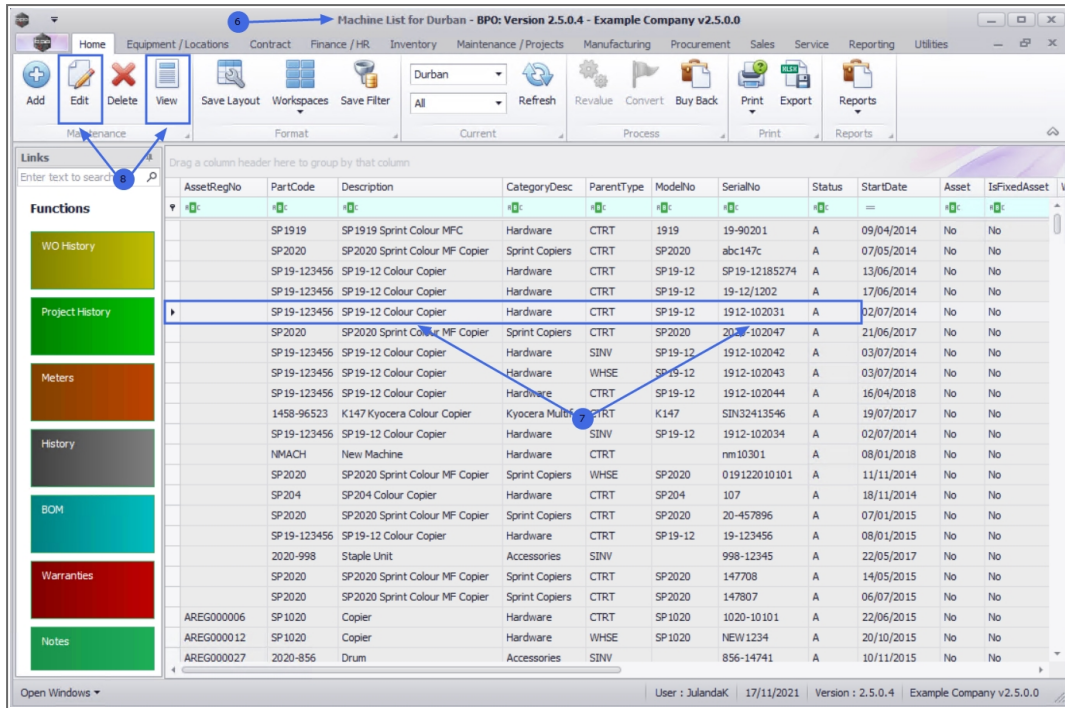 6
Machine List for Durban - BPO: Version 2.5.0.4 - Example Company v2.5.0.0
Home Equipment / Locations Contract Finance / HR Inventory Maintenance / Projects Manufacturing Procurement Sales Service Reporting Utilities
Add Edit Delete View Save Layout Workspaces Save Filter Durban All Refresh Revalue Convert Buy Back Print Export Reports
Maintenance Format Current Process Print Reports
Links
Enter text to search
8
Drag a column header here to group by that column
Functions
WO History
Project History
Meters
History
BOM
Warranties
Notes
AssetRegNo PartCode Description CategoryDesc ParentType ModelNo SerialNo Status StartDate Asset IsFixedAsset
SP1919 SP1919 Sprint Colour MFC Hardware CTRT 1919 19-90201 A 09/04/2014 No No
SP2020 SP2020 Sprint Colour MF Copier Sprint Copiers CTRT SP2020 abc147c A 07/05/2014 No No
SP19-123456 SP19-12 Colour Copier Hardware CTRT SP19-12 SP19-12185274 A 13/06/2014 No No
SP19-123456 SP19-12 Colour Copier Hardware CTRT SP19-12 19-12/1202 A 17/06/2014 No No
SP19-123456 SP19-12 Colour Copier Hardware CTRT SP19-12 1912-102031 A 02/07/2014 No No
SP2020 SP2020 Sprint Colour MF Copier Sprint Copiers CTRT SP2020 2020-102047 A 21/06/2017 No No
SP19-123456 SP19-12 Colour Copier Hardware SINV SP19-12 1912-102042 A 03/07/2014 No No
SP19-123456 SP19-12 Colour Copier Hardware WHSE SP19-12 1912-102043 A 03/07/2014 No No
SP19-123456 SP19-12 Colour Copier Hardware CTRT SP19-12 1912-102044 A 16/04/2018 No No
1458-96523 K147 Kyocera Colour Copier Kyocera Multif 7 CTRT K147 SIN32413546 A 19/07/2017 No No
SP19-123456 SP19-12 Colour Copier Hardware SINV SP19-12 1912-102034 A 02/07/2014 No No
NMACH New Machine Hardware CTRT nm10301 A 08/01/2018 No No
SP2020 SP2020 Sprint Colour MF Copier Sprint Copiers WHSE SP2020 019122010101 A 11/11/2014 No No
SP204 SP204 Colour Copier Hardware CTRT SP204 107 A 18/11/2014 No No
SP2020 SP2020 Sprint Colour MF Copier Sprint Copiers CTRT SP2020 20-457896 A 07/01/2015 No No
SP19-123456 SP19-12 Colour Copier Hardware CTRT SP19-12 19-123456 A 08/01/2015 No No
2020-998 Staple Unit Accessories SINV 998-12345 A 22/05/2017 No No
SP2020 SP2020 Sprint Colour MF Copier Sprint Copiers CTRT SP2020 147708 A 14/05/2015 No No
SP2020 SP2020 Sprint Colour MF Copier Sprint Copiers CTRT SP2020 147807 A 06/07/2015 No No
AREG000006 SP1020 Copier Hardware CTRT SP1020 1020-10101 A 22/06/2015 No No
AREG000012 SP1020 Copier Hardware WHSE SP1020 NEW1234 A 20/10/2015 No No
AREG000027 2020-856 Drum Accessories SINV 856-14741 A 10/11/2015 No No
Open Windows User : JulandaK 17/11/2021 Version : 2.5.0.4 Example Company v2.5.0.0